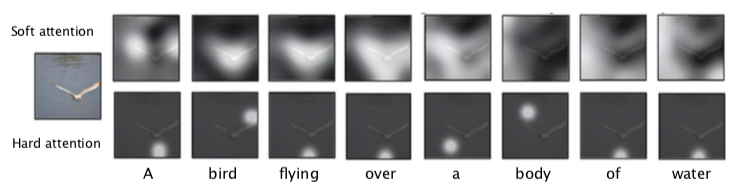 Soft attention
Hard attention
A bird flying over a body of water